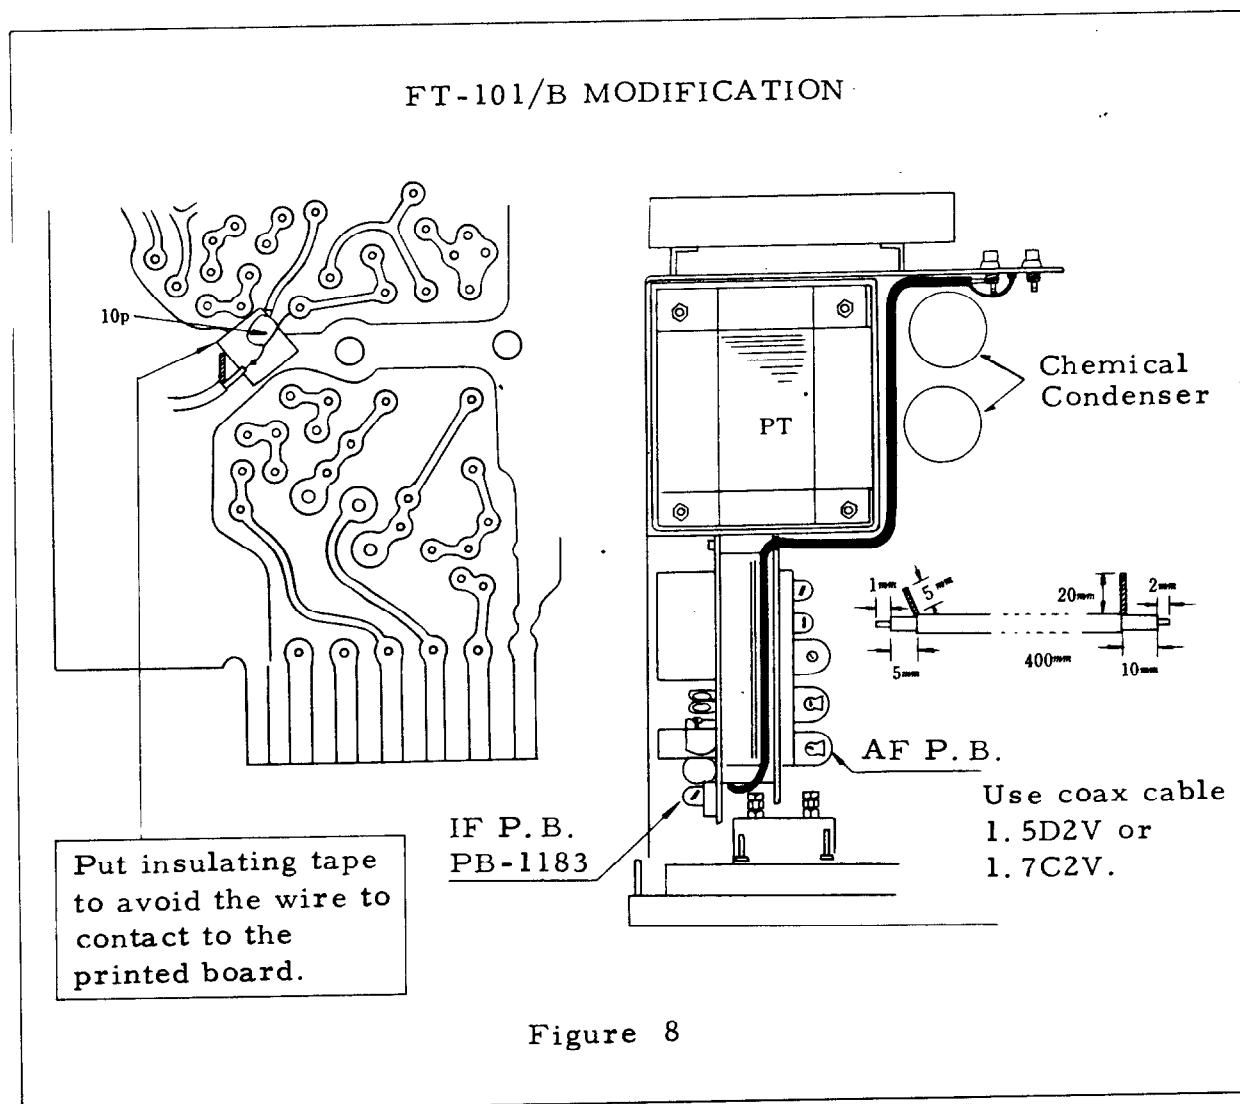 FT-101/B MODIFICATION
10p
Chemical
Condenser
PT
1mm
5mm
20mm
2mm
5mm
400mm
10mm
AF P. B.
IF P. B.
PB-1183
Use coax cable
1. 5D2V or
1. 7C2V.
Put insulating tape
to avoid the wire to
contact to the
printed board.
Figure 8